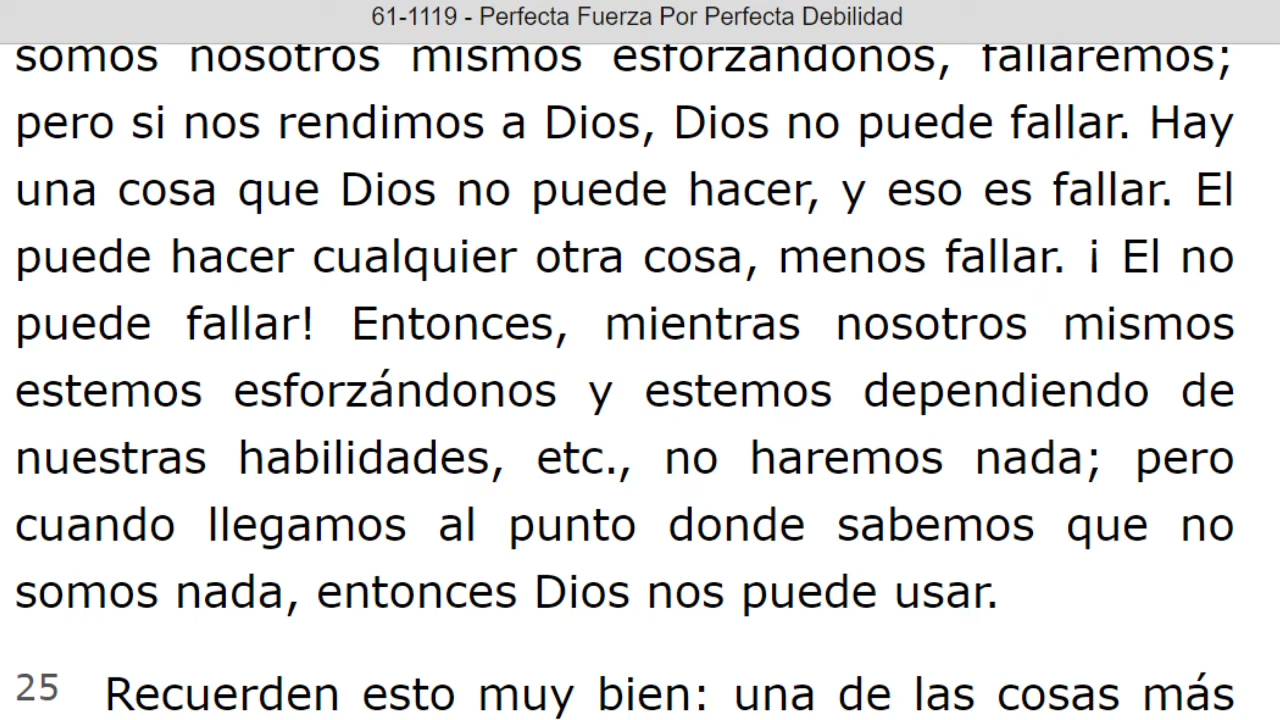 61-1119 - Perfecta Fuerza Por Perfecta Debilidad
somos nosotros mismos esforzándonos, fallaremos;
pero si nos rendimos a Dios, Dios no puede fallar. Hay
una cosa que Dios no puede hacer, y eso es fallar. El
puede hacer cualquier otra cosa, menos fallar. ¡ El no
puede fallar! Entonces, mientras nosotros mismos
estemos esforzándonos y estemos dependiendo de
nuestras habilidades, etc., no haremos nada; pero
cuando llegamos al punto donde sabemos que no
somos nada, entonces Dios nos puede usar.
25 Recuerden esto muy bien: una de las cosas más